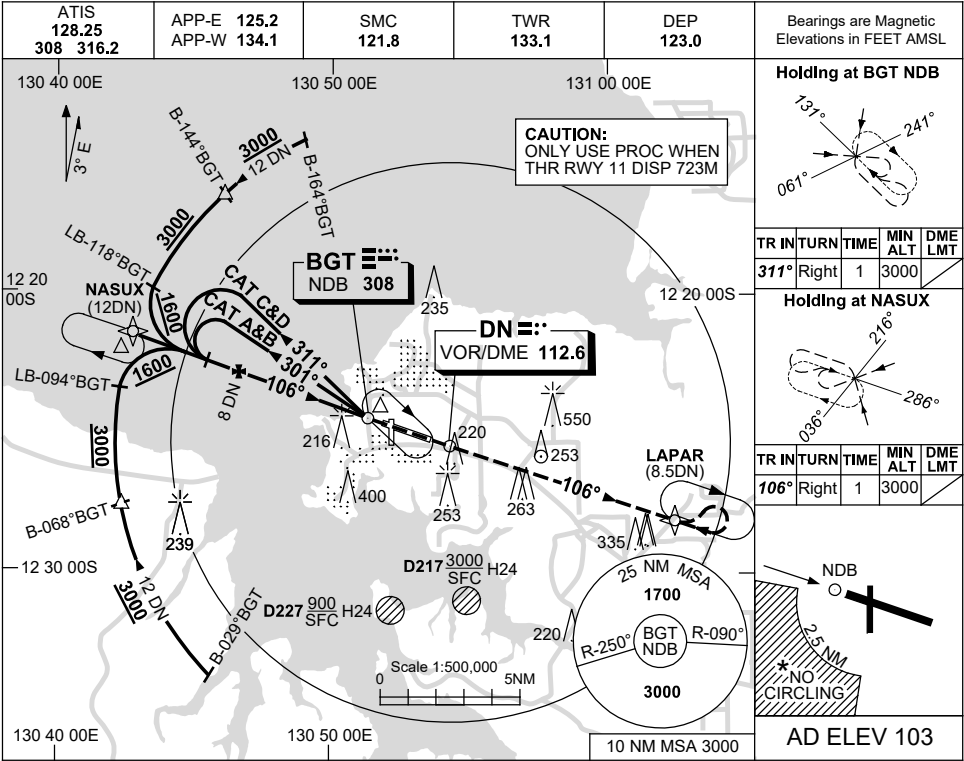 ATIS
128.25
308 316.2
APP-E 125.2
APP-W 134.1
SMC
121.8
TWR
133.1
DEP
123.0
Bearings are Magnetic
Elevations in FEET AMSL
130 40 00E
130 50 00E
131 00 00E
3° E
B-144°BGT
3000
12 DN
B-164°BGT
CAUTION:
ONLY USE PROC WHEN
THR RWY 11 DISP 723M
3000
LB-118°BGT
12 20
00S
NASUX
(12DN)
1600
CAT C&D
CAT A&B
311°
301°
106°
BGT
NDB 308
235
12 20 00S
DN
VOR/DME 112.6
1600
LB-094°BGT
8 DN
3000
216
220
550
253
LAPAR
(8.5DN)
106°
400
253
263
335
B-068°BGT
239
12 30 00S
12 DN
3000
B-029°BGT
D217 3000
SFC H24
D227 900
SFC H24
220
25 NM MSA
1700
R-250°
BGT
NDB
R-090°
3000
Scale 1:500,000
0
5NM
130 40 00E
130 50 00E
10 NM MSA 3000
Holding at BGT NDB
131°
241°
061°
TR IN TURN TIME MIN ALT DME LMT
311° Right 1 3000
Holding at NASUX
216°
286°
036°
TR IN TURN TIME MIN ALT DME LMT
106° Right 1 3000
NDB
2.5 NM
*NO
CIRCLING
AD ELEV 103